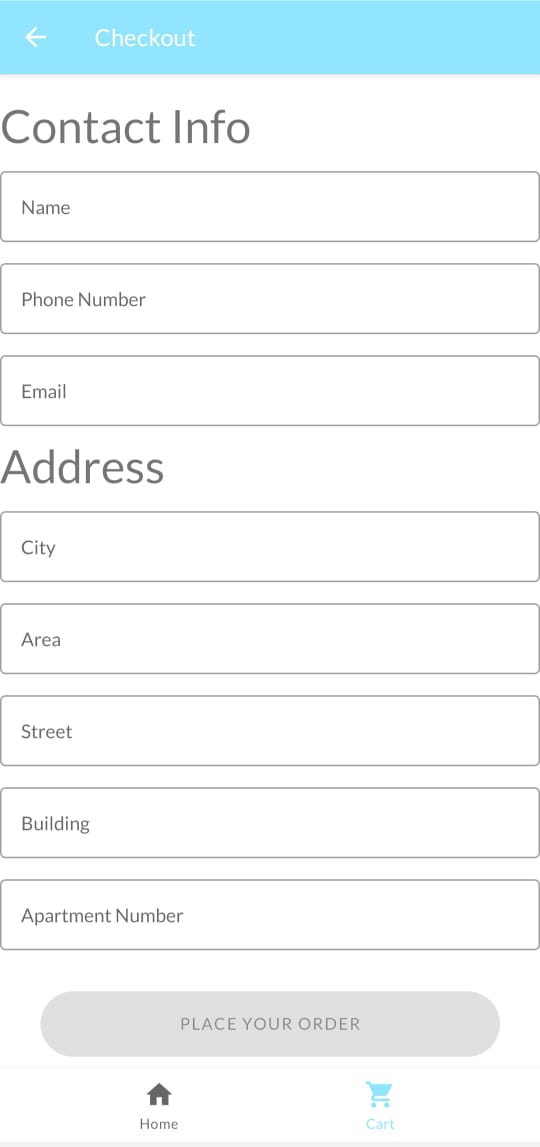 Checkout
Contact Info
Name
Phone Number
Email
Address
City
Area
Street
Building
Apartment Number
PLACE YOUR ORDER
Home
Cart